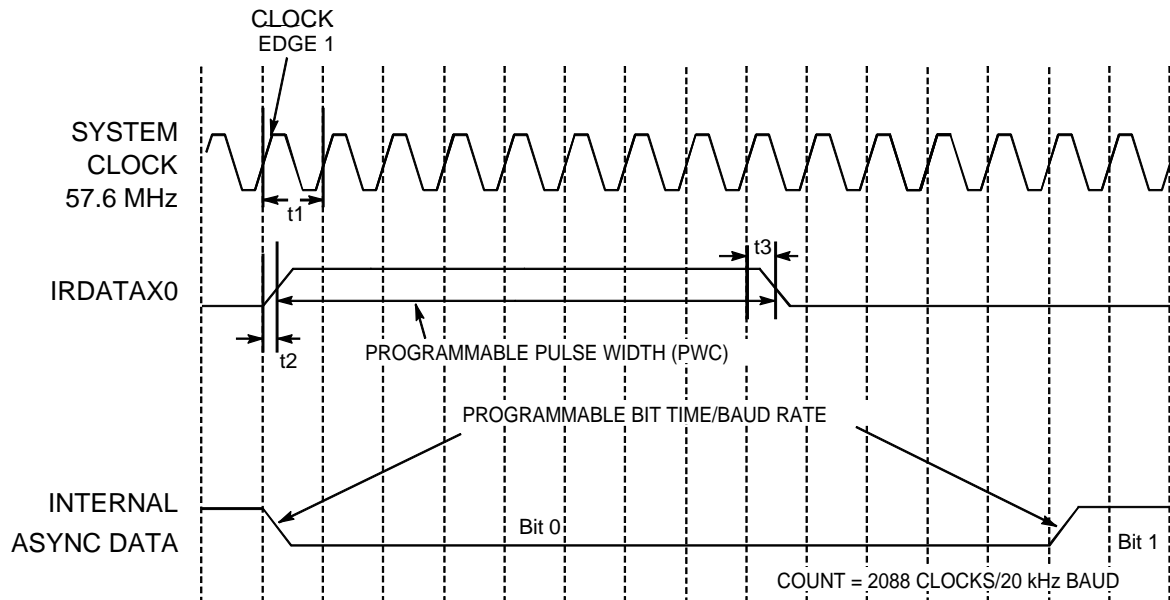 CLOCK
EDGE 1
SYSTEM
CLOCK
57.6 MHz
t1
t3
IRDATAX0
t2
PROGRAMMABLE PULSE WIDTH (PWC)
PROGRAMMABLE BIT TIME/BAUD RATE
INTERNAL
ASYNC DATA
Bit 0
Bit 1
COUNT = 2088 CLOCKS/20 kHz BAUD